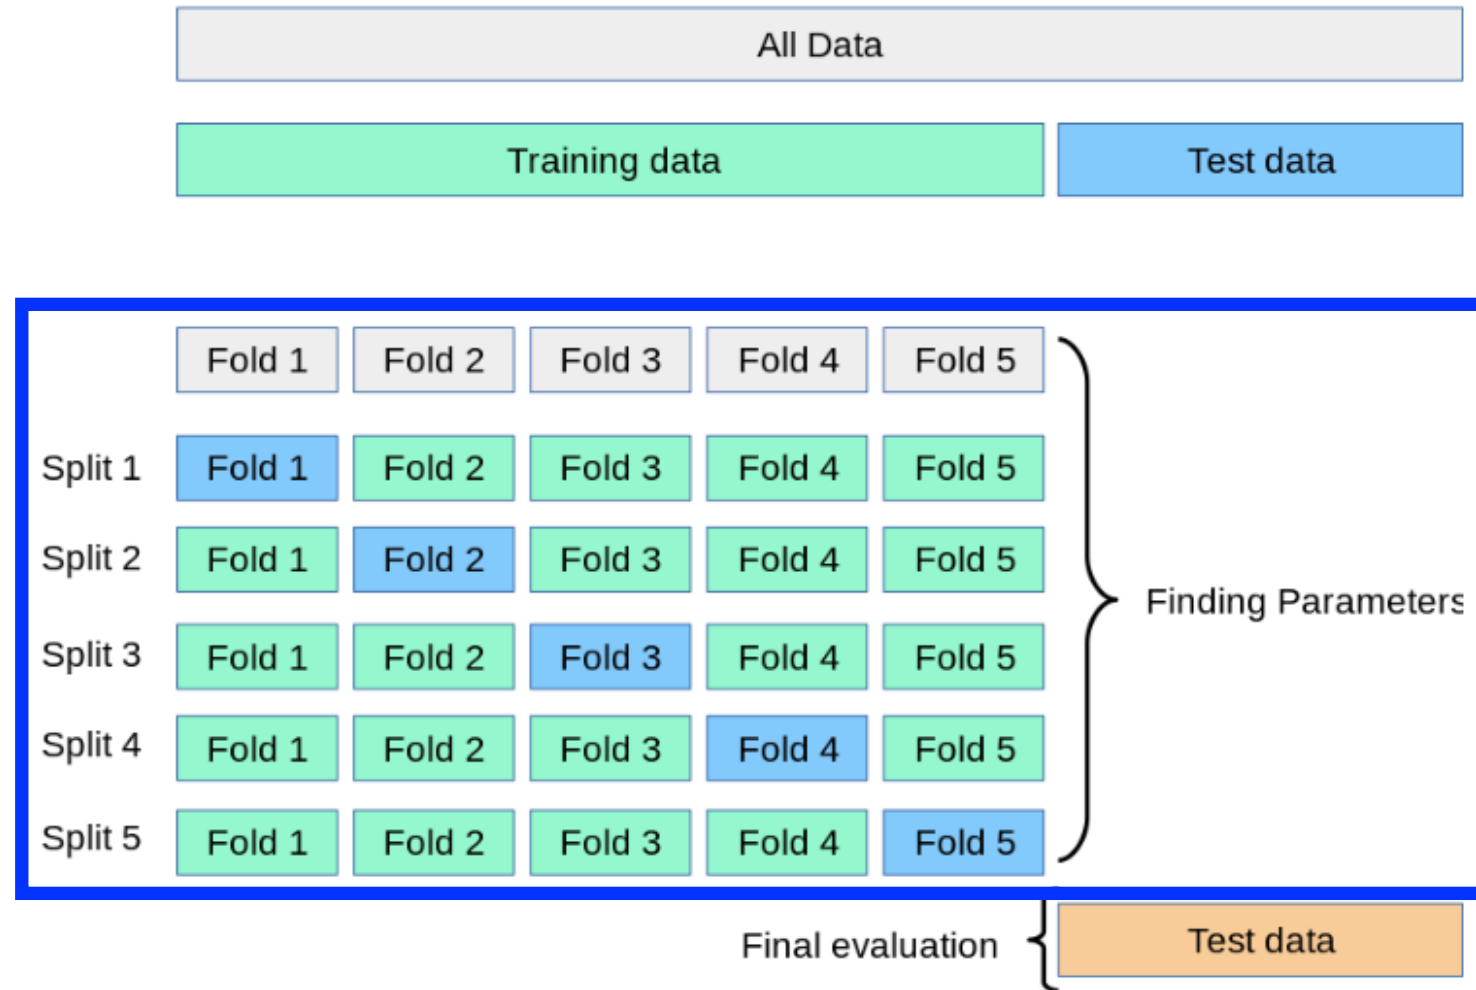 All Data
Training data Test data
Fold 1 Fold 2 Fold 3 Fold 4 Fold 5
Split 1 Fold 1 Fold 2 Fold 3 Fold 4 Fold 5
Split 2 Fold 1 Fold 2 Fold 3 Fold 4 Fold 5
Finding Parameters
Split 3 Fold 1 Fold 2 Fold 3 Fold 4 Fold 5
Split 4 Fold 1 Fold 2 Fold 3 Fold 4 Fold 5
Split 5 Fold 1 Fold 2 Fold 3 Fold 4 Fold 5
Final evaluation Test data